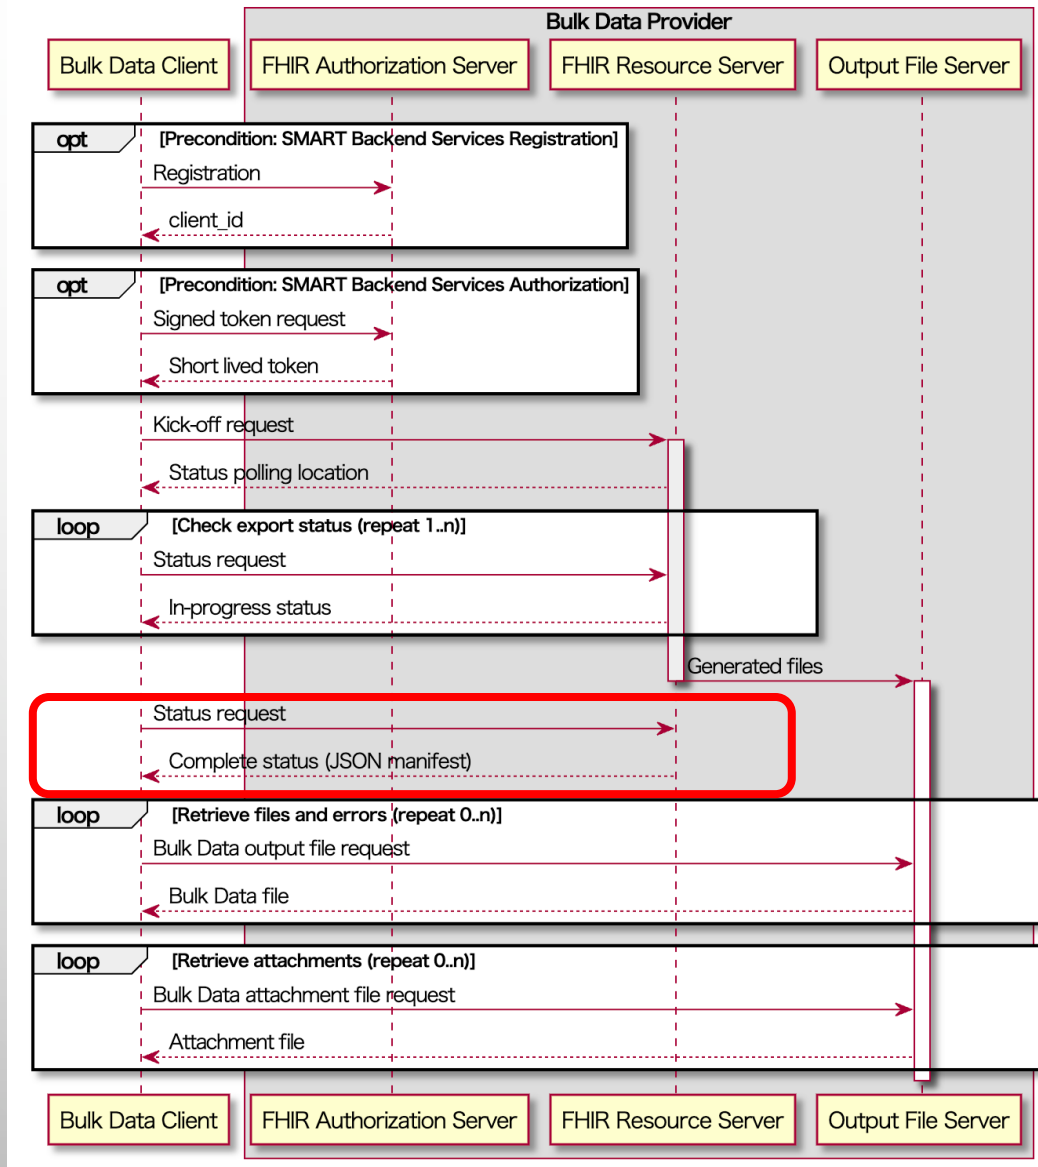 Bulk Data Provider
Bulk Data Client
FHIR Authorization Server
FHIR Resource Server
Output File Server
opt
[Precondition: SMART Backend Services Registration]
Registration
client_id
opt
[Precondition: SMART Backend Services Authorization]
Signed token request
Short lived token
Kick-off request
Status polling location
loop
[Check export status (repeat 1..n)]
Status request
In-progress status
Generated files
Status request
Complete status (JSON manifest)
loop
[Retrieve files and errors (repeat 0..n)]
Bulk Data output file request
Bulk Data file
loop
[Retrieve attachments (repeat 0..n)]
Bulk Data attachment file request
Attachment file
Bulk Data Client
FHIR Authorization Server
FHIR Resource Server
Output File Server